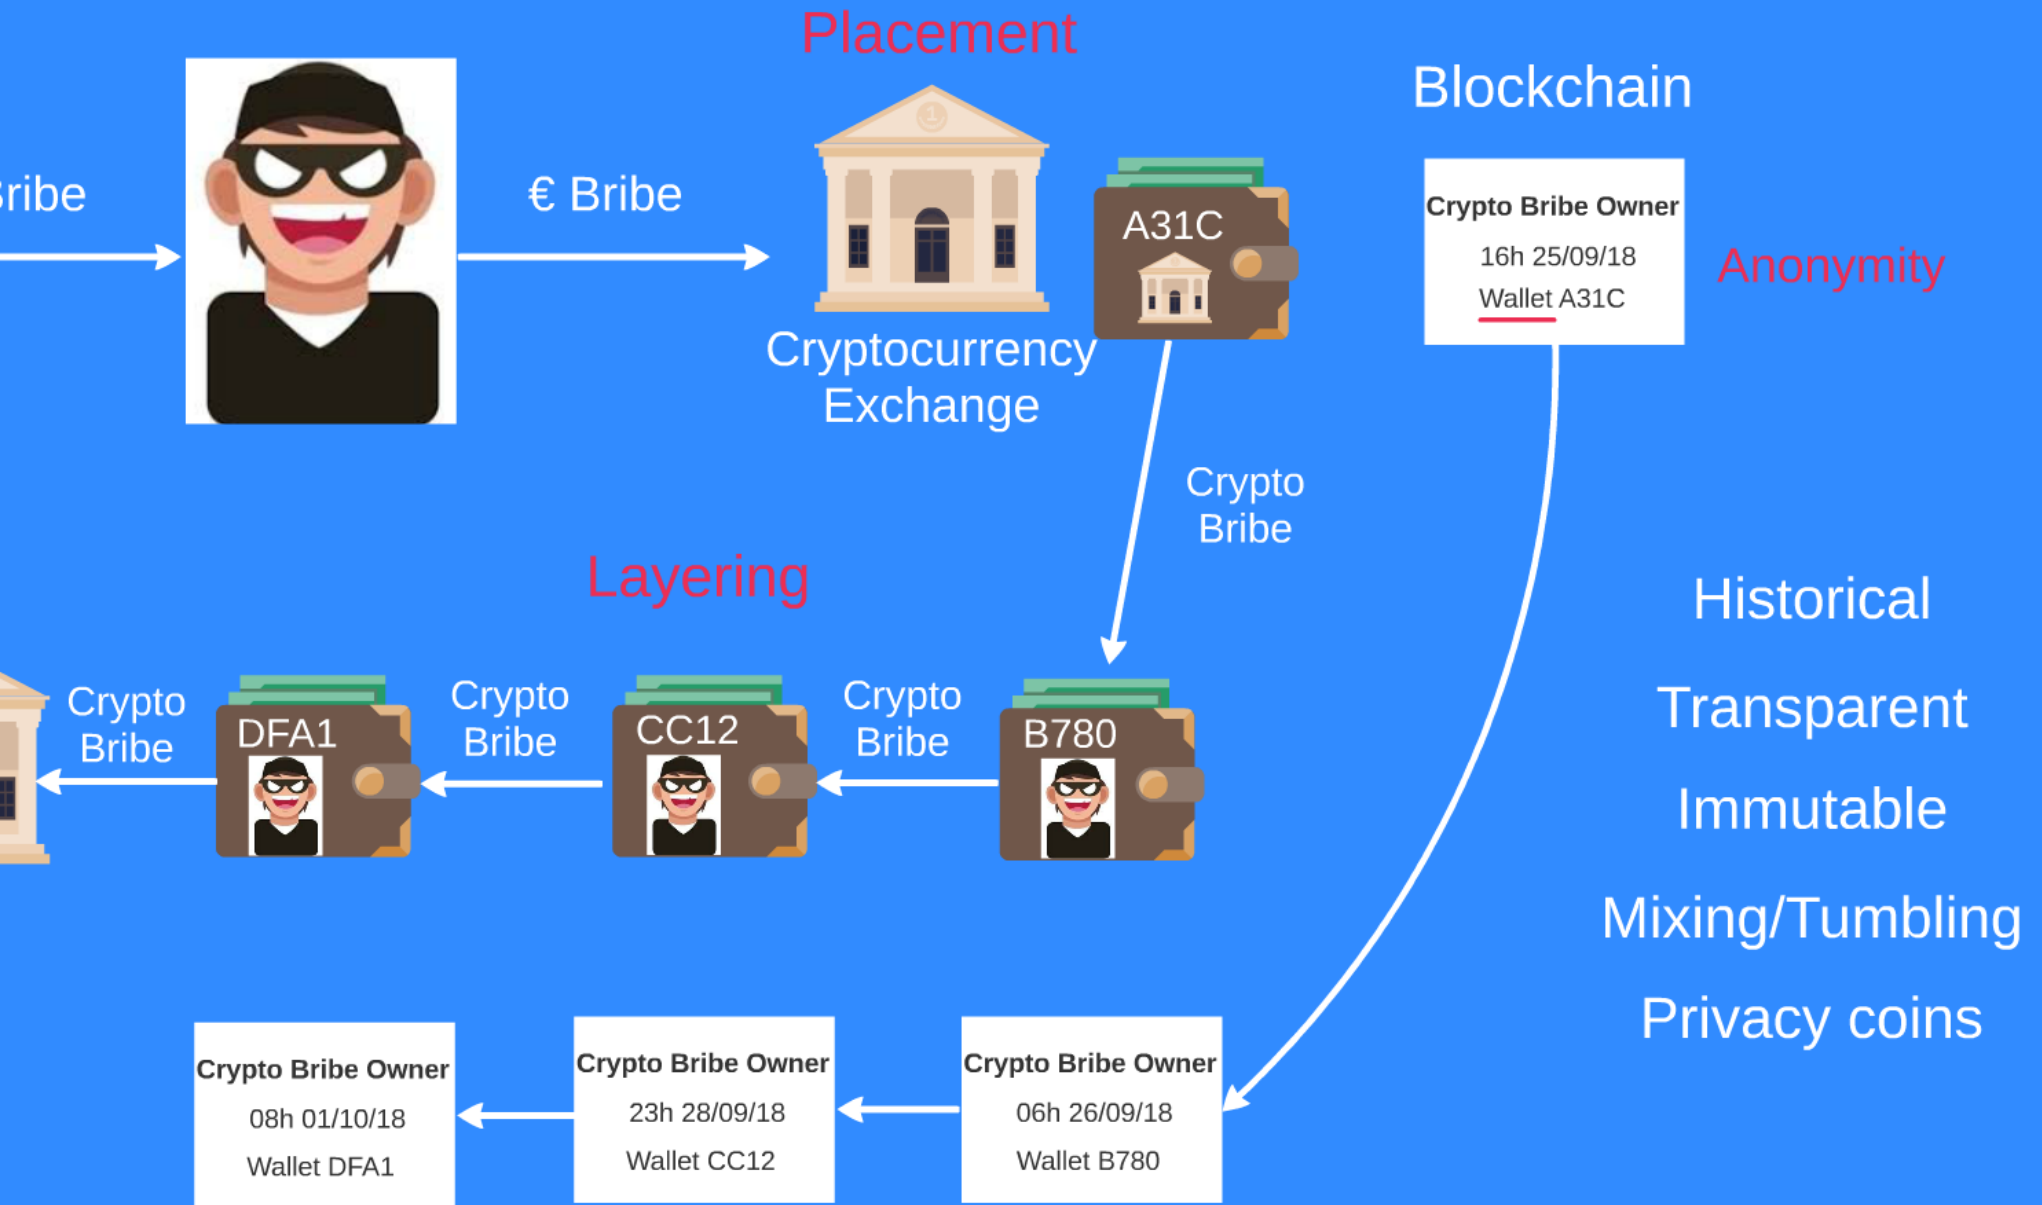 Placement
Blockchain
€ Bribe
A31C
Crypto Bribe Owner
16h 25/09/18
Wallet A31C
Anonymity
Cryptocurrency
Exchange
Crypto
Bribe
Layering
Historical
Transparent
Immutable
Mixing/Tumbling
Privacy coins
Crypto
Bribe
DFA1
Crypto
Bribe
CC12
Crypto
Bribe
B780
Crypto Bribe Owner
08h 01/10/18
Wallet DFA1
Crypto Bribe Owner
23h 28/09/18
Wallet CC12
Crypto Bribe Owner
06h 26/09/18
Wallet B780